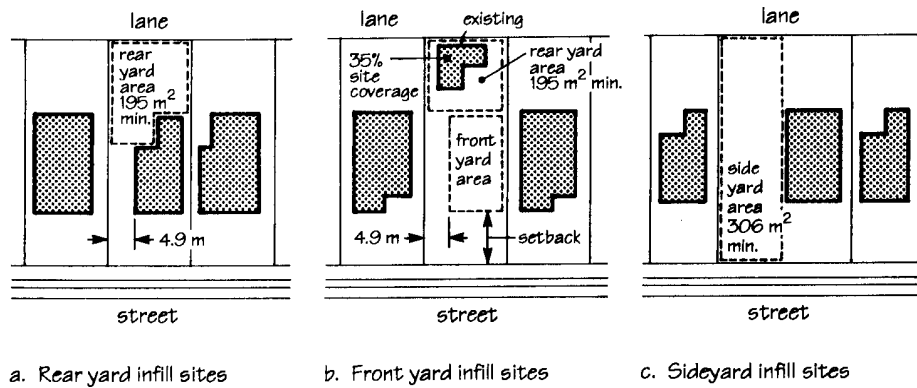 lane
rear
yard
area
195 m²
min.
4.9 m
street
a. Rear yard infill sites
lane
existing
35%
site
coverage
rear yard
area
195 m² min.
front
yard
area
4.9 m
setback
street
b. Front yard infill sites
lane
side
yard
area
306 m²
min.
street
c. Sideyard infill sites